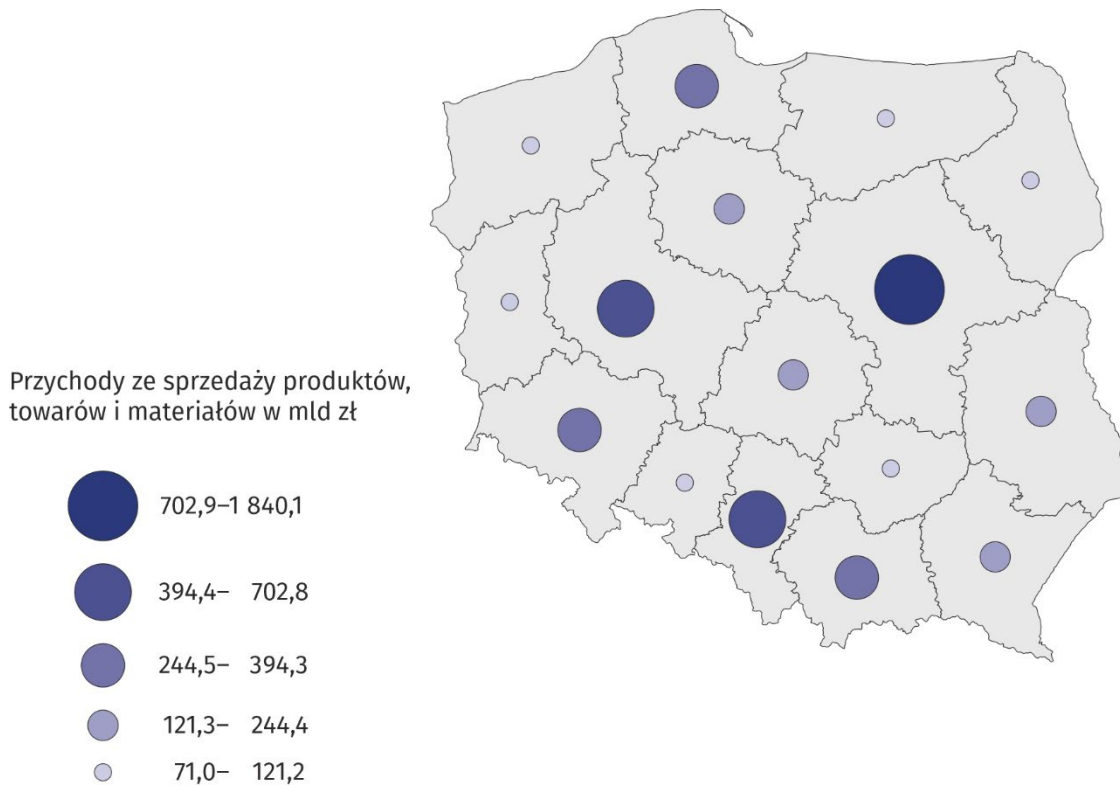 Przychody ze sprzedaży produktów,
towarów i materiałów w mld zł
702,9–1 840,1
394,4– 702,8
244,5– 394,3
121,3– 244,4
71,0– 121,2